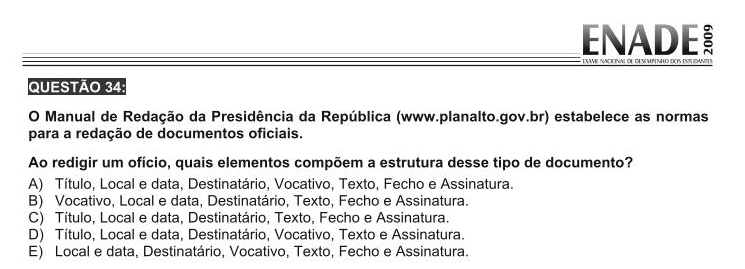 ENADE 2009
EXAME NACIONAL DE DESEMPENHO DOS ESTUDANTES
QUESTÃO 34:
O Manual de Redação da Presidência da República (www.planalto.gov.br) estabelece as normas
para a redação de documentos oficiais.
Ao redigir um ofício, quais elementos compõem a estrutura desse tipo de documento?
A) Título, Local e data, Destinatário, Vocativo, Texto, Fecho e Assinatura.
B) Vocativo, Local e data, Destinatário, Texto, Fecho e Assinatura.
C) Título, Local e data, Destinatário, Texto, Fecho e Assinatura.
D) Título, Local e data, Destinatário, Vocativo, Texto e Assinatura.
E) Local e data, Destinatário, Vocativo, Texto, Fecho e Assinatura.